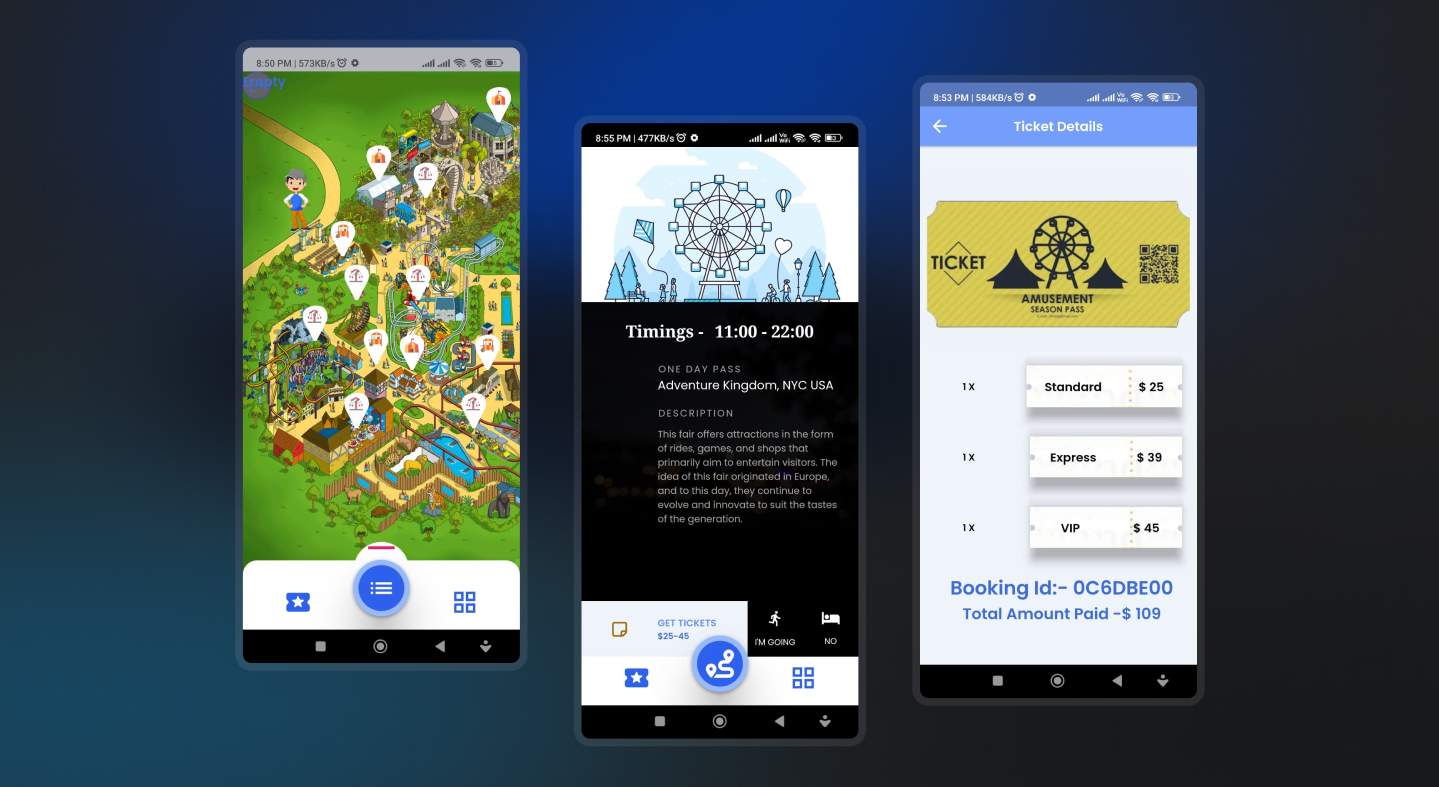 8:50 PM | 573KB/s
Empty
8:55 PM | 477KB/s
Vo
WiFi
Timings - 11:00 - 22:00
ONE DAY PASS
Adventure Kingdom, NYC USA
DESCRIPTION
This fair offers attractions in the form
of rides, games, and shops that
primarily aim to entertain visitors. The
idea of this fair originated in Europe,
and to this day, they continue to
evolve and innovate to suit the tastes
of the generation.
GET TICKETS
$25-45
I'M GOING
NO
8:53 PM | 584KB/s
Vo
WiFi
Ticket Details
TICKET
AMUSEMENT
SEASON PASS
1 X Standard $ 25
1 X Express $ 39
1 X VIP $ 45
Booking Id:- 0C6DBE00
Total Amount Paid -$ 109